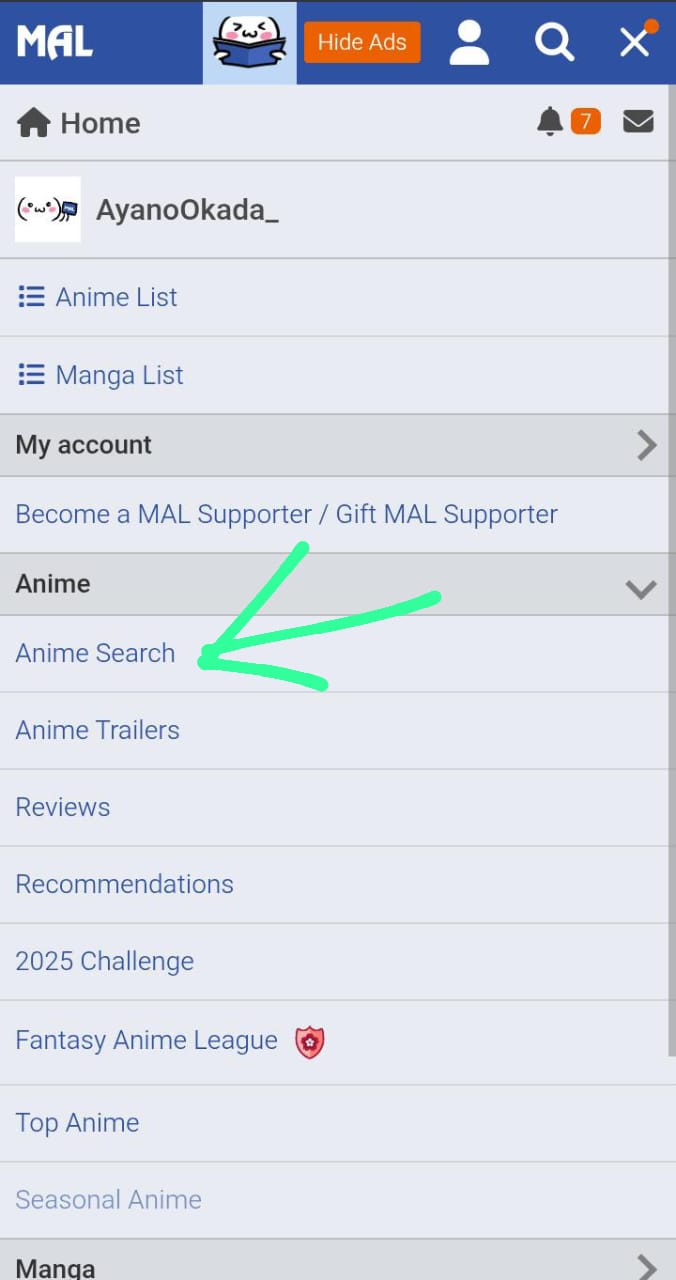 MAL
Hide Ads
Home
7
AyanoOkada_
Anime List
Manga List
My account
Become a MAL Supporter / Gift MAL Supporter
Anime
Anime Search
Anime Trailers
Reviews
Recommendations
2025 Challenge
Fantasy Anime League
Top Anime
Seasonal Anime
Manga